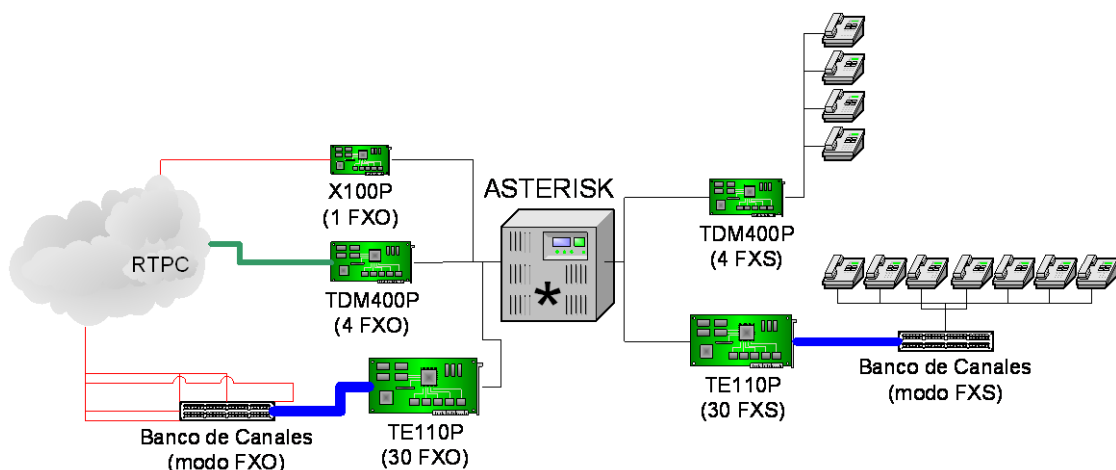 X100P
(1 FXO)
ASTERISK
*
RTPC
TDM400P
(4 FXO)
TDM400P
(4 FXS)
TE110P
(30 FXS)
Banco de Canales
(modo FXS)
Banco de Canales
(modo FXO)
TE110P
(30 FXO)